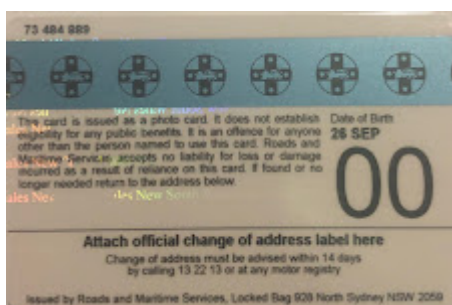 73 484 989
This card is issued as a photo card. It does not establish
eligibility for any public benefits. It is an offence for anyone
other than the person named to use this card. Roads and
Maritime Services accepts no liability for loss or damage
incurred as a result of reliance on this card. If found or no
longer needed return to the address below.
Date of Birth
26 SEP
00
ales New
ales New South
Attach official change of address label here
Change of address must be advised within 14 days
by calling 13 22 13 or at any motor registry
Issued by Roads and Maritime Services, Locked Bag 928 North Sydney NSW 2059